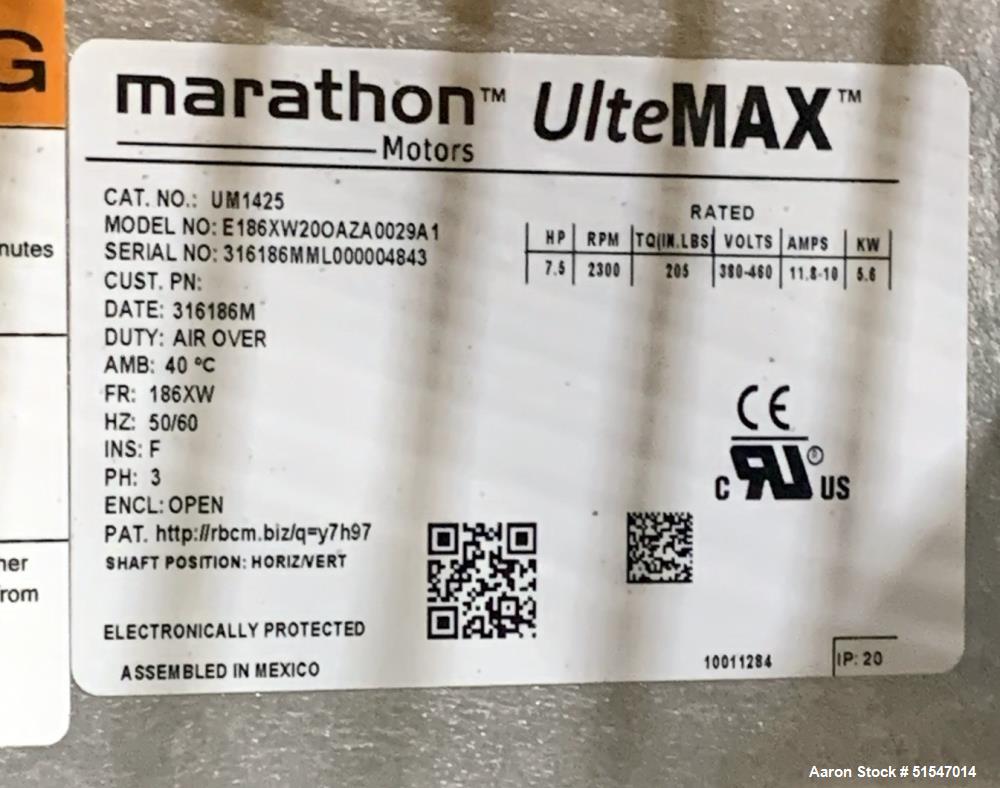 G
nutes
rom
marathon™ UlteMAX™
Motors
CAT. NO.: UM1425
MODEL NO: E186XW20OAZA0029A1
SERIAL NO: 316186MML000004843
CUST. PN:
DATE: 316186M
DUTY: AIR OVER
AMB: 40 °C
FR: 186XW
HZ: 50/60
INS: F
PH: 3
ENCL: OPEN
PAT. http://rbcm.biz/q=y7h97
SHAFT POSITION: HORIZ/VERT
ELECTRONICALLY PROTECTED
ASSEMBLED IN MEXICO
RATED
HP RPM TQ(IN.LBS) VOLTS AMPS KW
7.5 2300 205 380-460 11.8-10 5.6
CE
C RU® US
10011284
IP: 20
Aaron Stock # 51547014